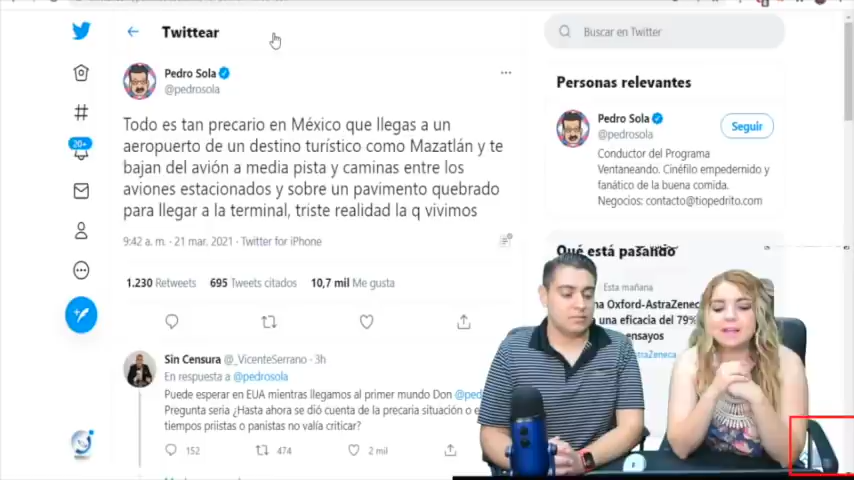 Twittear
Buscar en Twitter
Pedro Sola
@pedrosola
Todo es tan precario en México que llegas a un
aeropuerto de un destino turístico como Mazatlán y te
bajan del avión a media pista y caminas entre los
aviones estacionados y sobre un pavimento quebrado
para llegar a la terminal, triste realidad la q vivimos
9:42 a. m. · 21 mar. 2021 · Twitter for iPhone
1.230 Retweets 695 Tweets citados 10,7 mil Me gusta
20+
Sin Censura @_VicenteSerrano · 3h
En respuesta a @pedrosola
Puede esperar en EUA mientras llegamos al primer mundo Don @ped
Pregunta seria ¿Hasta ahora se dió cuenta de la precaria situación o e
tiempos priistas o panistas no valía criticar?
152 474 2 mil
Personas relevantes
Pedro Sola
@pedrosola
Seguir
Conductor del Programa
Ventaneando. Cinéfilo empedernido y
fanático de la buena comida.
Negocios: contacto@tiopedrito.com
Qué está pasando
Esta mañana
na Oxford-AstraZenec
a una eficacia del 79%
ensayos
straZeneca